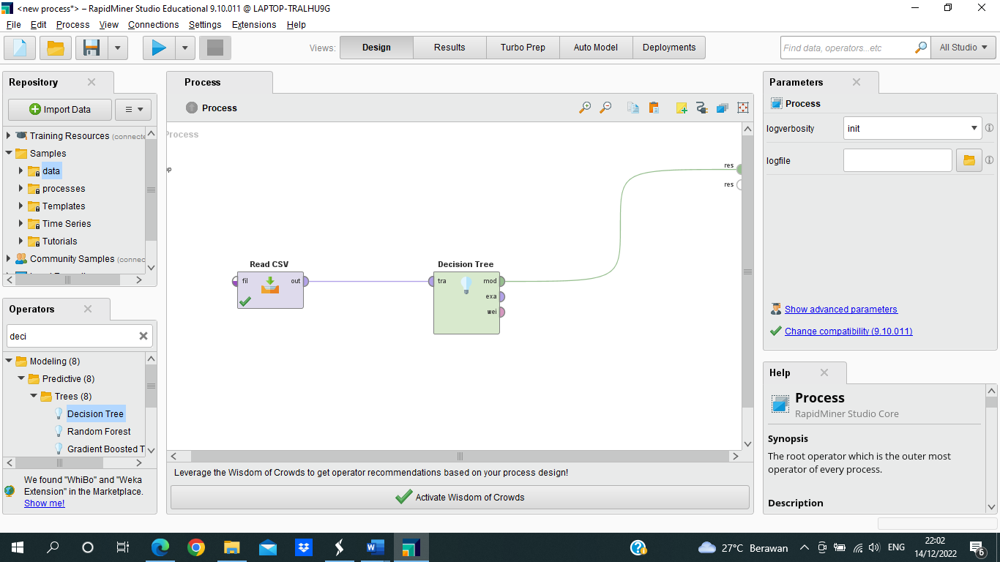 <new process*> – RapidMiner Studio Educational 9.10.011 @ LAPTOP-TRALHU9G
File Edit Process View Connections Settings Extensions Help
Views: Design Results Turbo Prep Auto Model Deployments
Find data, operators...etc
All Studio
Repository
Import Data
Training Resources (connecte
Samples
data
processes
Templates
Time Series
Tutorials
Community Samples (connec
Operators
deci
Modeling (8)
Predictive (8)
Trees (8)
Decision Tree
Random Forest
Gradient Boosted T
We found "WhiBo" and "Weka
Extension" in the Marketplace.
Show me!
Process
Process
Process
res
res
Read CSV
fil out
Decision Tree
tra mod
exa
wei
Leverage the Wisdom of Crowds to get operator recommendations based on your process design!
Activate Wisdom of Crowds
Parameters
Process
logverbosity init
logfile
Show advanced parameters
Change compatibility (9.10.011)
Help
Process
RapidMiner Studio Core
Synopsis
The root operator which is the outer most
operator of every process.
Description
27°C Berawan
ENG
22:02
14/12/2022
6